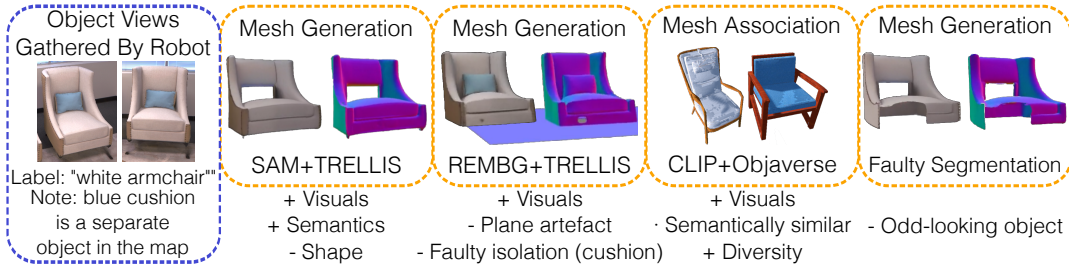 Object Views
Gathered By Robot
Label: "white armchair""
Note: blue cushion
is a separate
object in the map
Mesh Generation
SAM+TRELLIS
+ Visuals
+ Semantics
- Shape
Mesh Generation
REMBG+TRELLIS
+ Visuals
- Plane artefact
- Faulty isolation (cushion)
Mesh Association
CLIP+Objaverse
+ Visuals
· Semantically similar
+ Diversity
Mesh Generation
Faulty Segmentation
- Odd-looking object